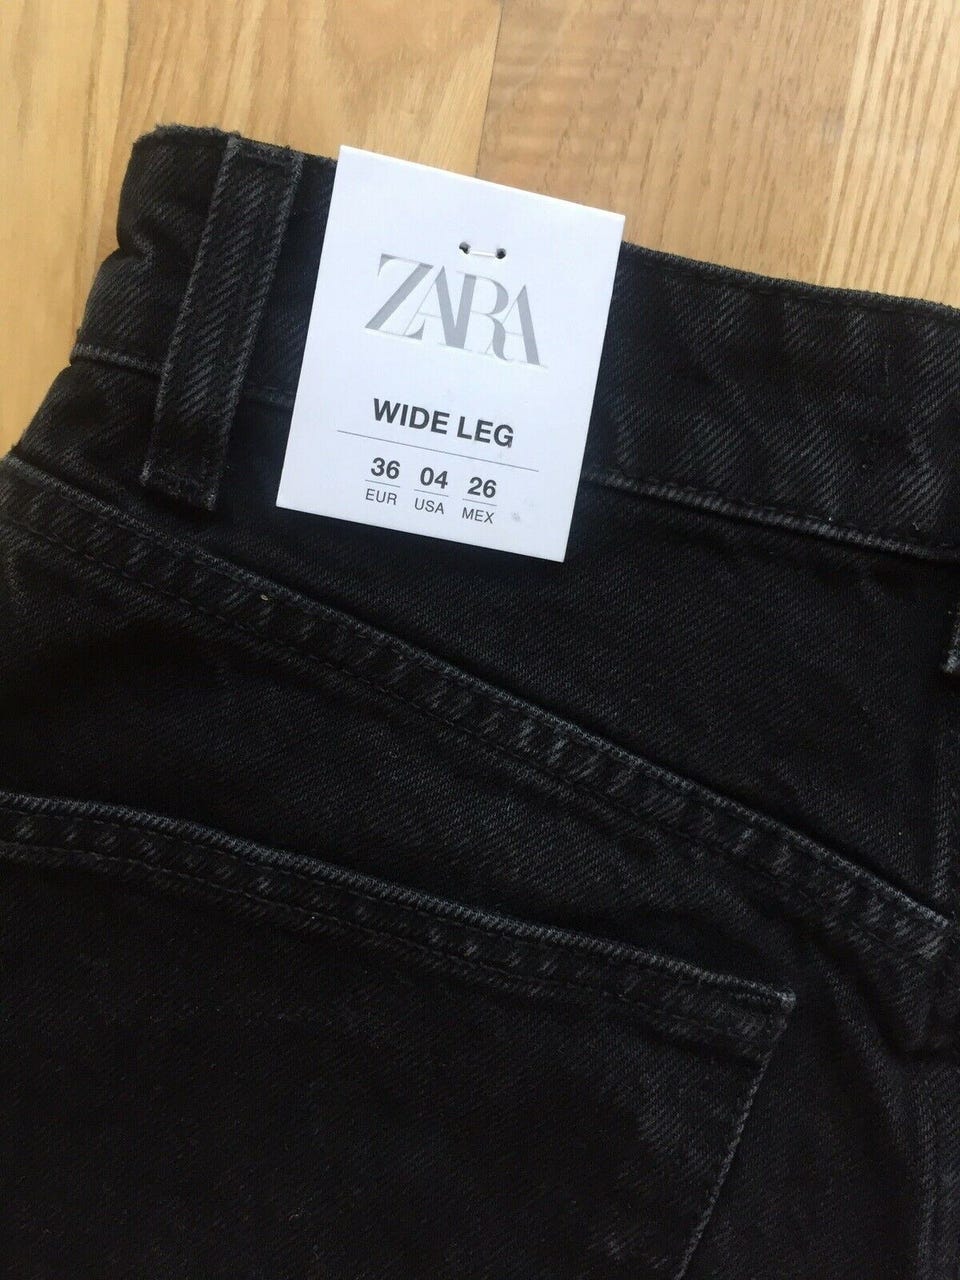 ZARA
WIDE LEG
36 04 26
EUR USA MEX